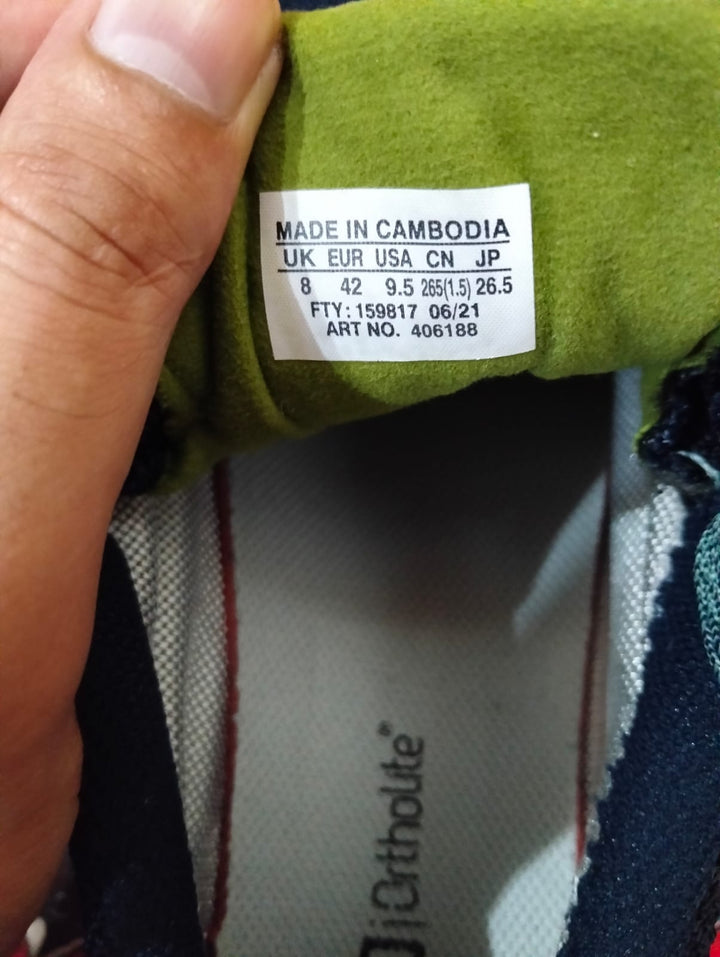 MADE IN CAMBODIA
UK EUR USA CN JP
8 42 9.5 265(1.5) 26.5
FTY: 159817 06/21
ART NO. 406188
Ortholite®